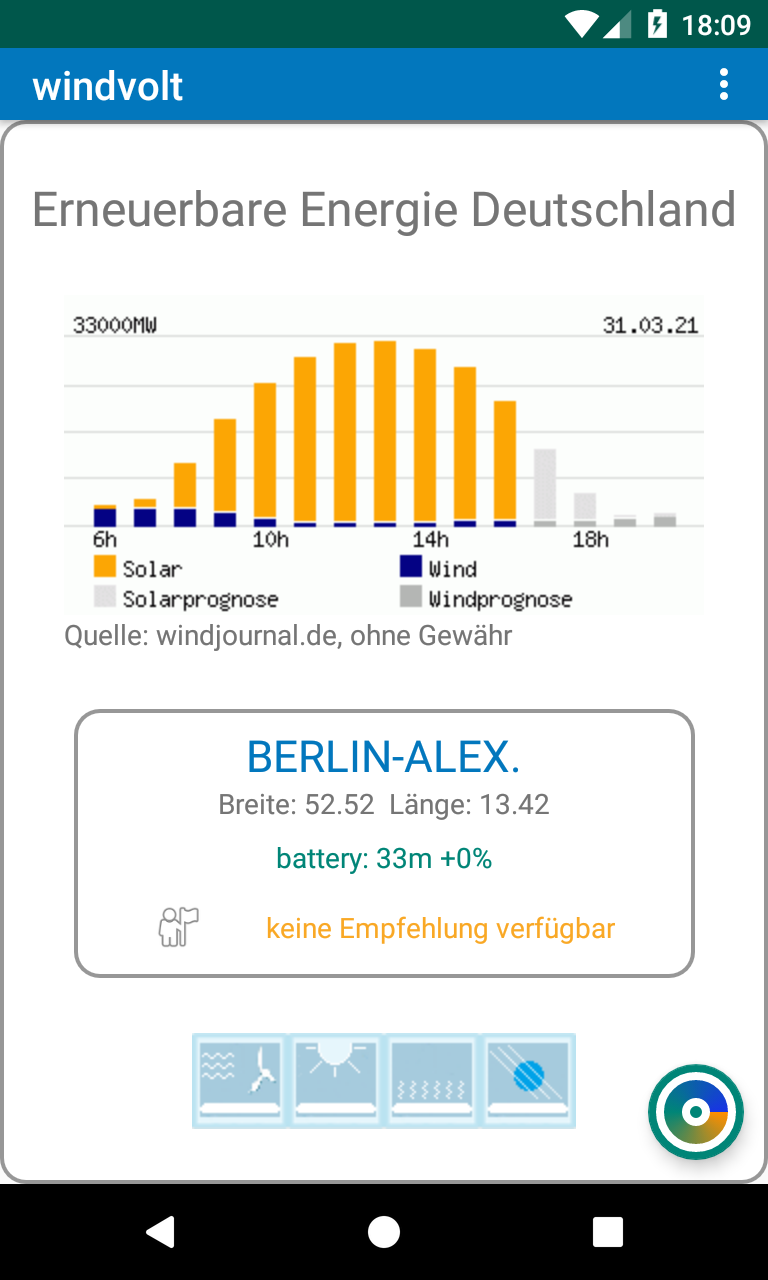 18:09
windvolt
Erneuerbare Energie Deutschland
33000MW 31.03.21
6h 10h 14h 18h
Solar Wind
Solarprognose Windprognose
Quelle: windjournal.de, ohne Gewähr
BERLIN-ALEX.
Breite: 52.52 Länge: 13.42
battery: 33m +0%
keine Empfehlung verfügbar